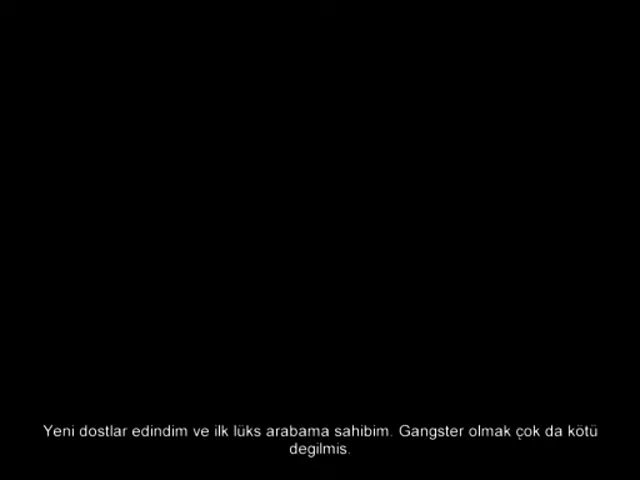 Yeni dostlar edindim ve ilk lüks arabama sahibim. Gangster olmak çok da kötü
degilmis.